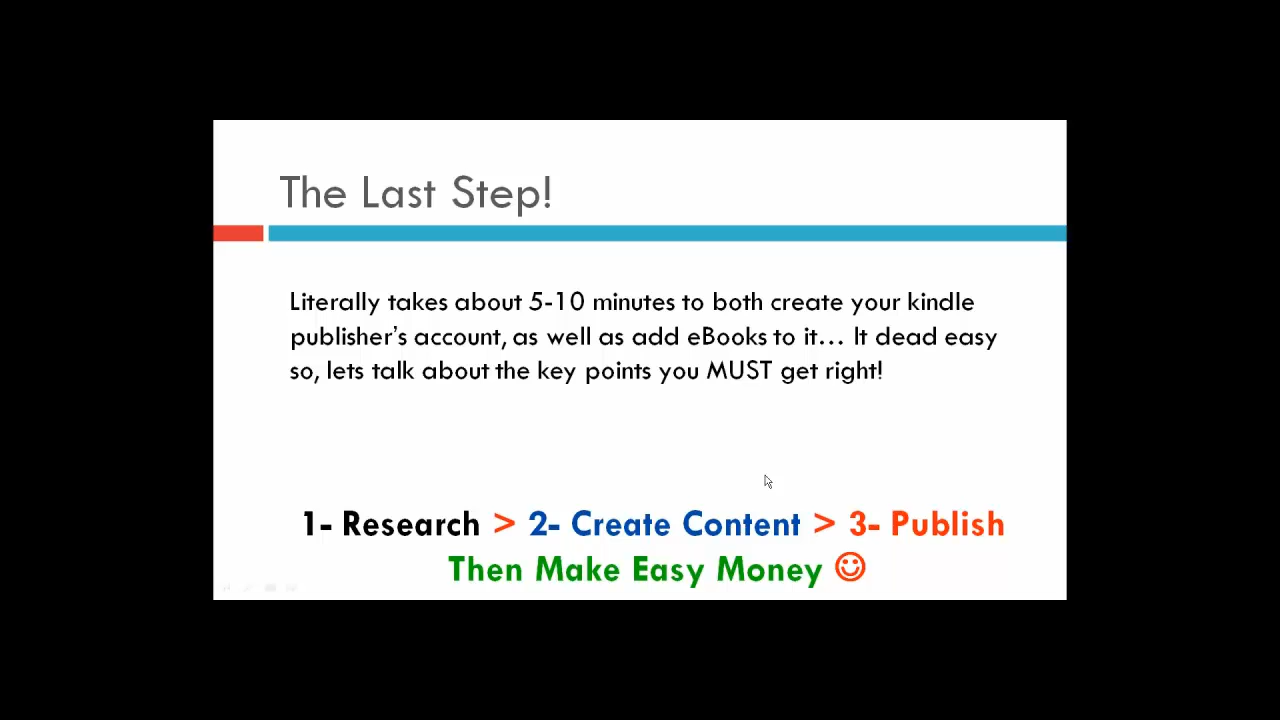 The Last Step!
Literally takes about 5-10 minutes to both create your kindle
publisher's account, as well as add eBooks to it... It dead easy
so, lets talk about the key points you MUST get right!
1- Research > 2- Create Content > 3- Publish
Then Make Easy Money ☺